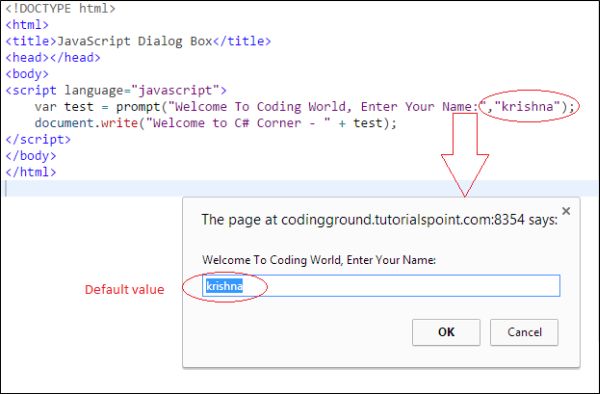 <!DOCTYPE html>
<html>
<title>JavaScript Dialog Box</title>
<head></head>
<body>
<script language="javascript">
    var test = prompt("Welcome To Coding World, Enter Your Name:","krishna");
    document.write("Welcome to C# Corner - " + test);
</script>
</body>
</html>
The page at codingground.tutorialspoint.com:8354 says:
×
Welcome To Coding World, Enter Your Name:
Default value
krishna
OK
Cancel